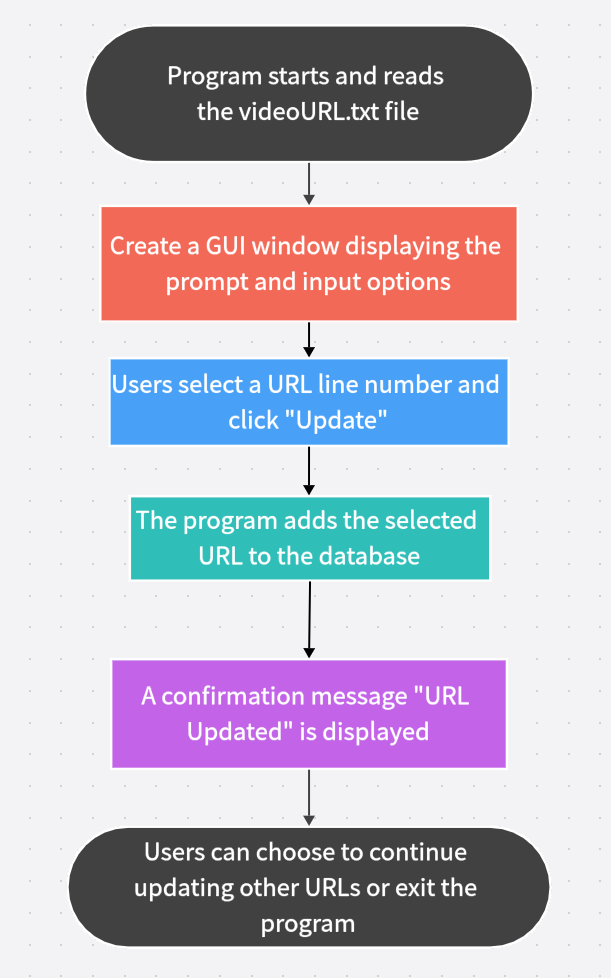 Program starts and reads
the videoURL.txt file
Create a GUI window displaying the
prompt and input options
Users select a URL line number and
click "Update"
The program adds the selected
URL to the database
A confirmation message "URL
Updated" is displayed
Users can choose to continue
updating other URLs or exit the
program